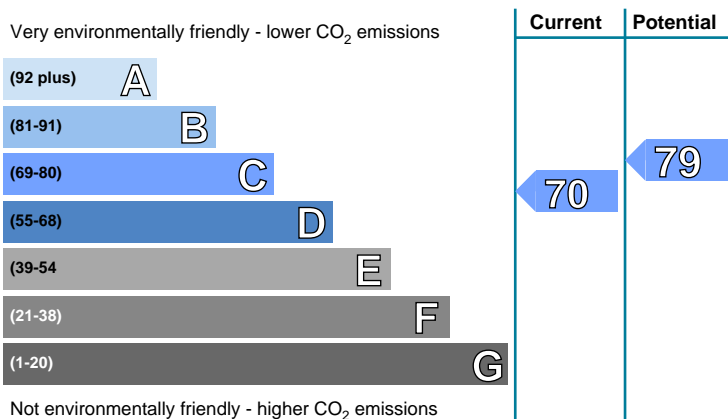 Very environmentally friendly - lower CO2 emissions
Current
Potential
(92 plus) A
(81-91) B
(69-80) C
(55-68) D
(39-54 E
(21-38) F
(1-20) G
79
70
Not environmentally friendly - higher CO2 emissions